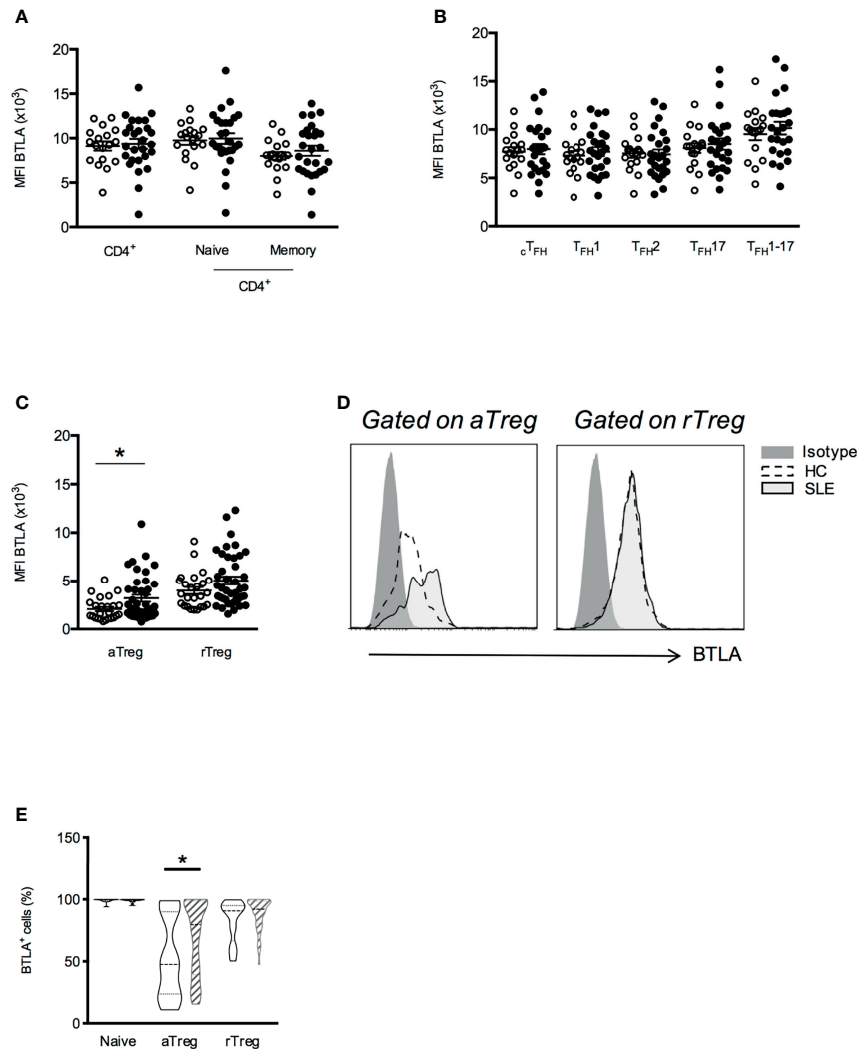 A
MFI BTLA (x10³)
20
15
10
5
0
CD4⁺
Naive
Memory
CD4⁺
B
MFI BTLA (x10³)
20
15
10
5
0
cTFH
TFH1
TFH2
TFH17
TFH1-17
C
MFI BTLA (x10³)
20
15
10
5
0
*
aTreg
rTreg
D
Gated on aTreg
Gated on rTreg
Isotype
HC
SLE
BTLA
E
BTLA⁺ cells (%)
150
100
50
0
*
Naive
aTreg
rTreg